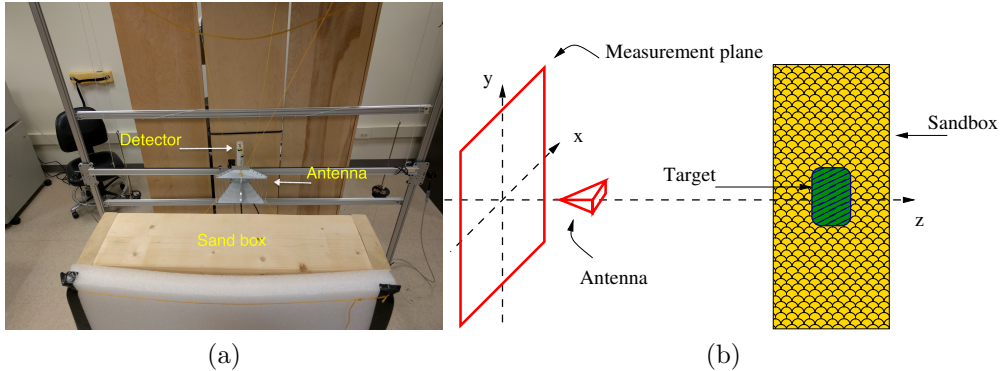 Detector
Antenna
Sand box
(a)
Measurement plane
y
x
Sandbox
Target
z
Antenna
(b)